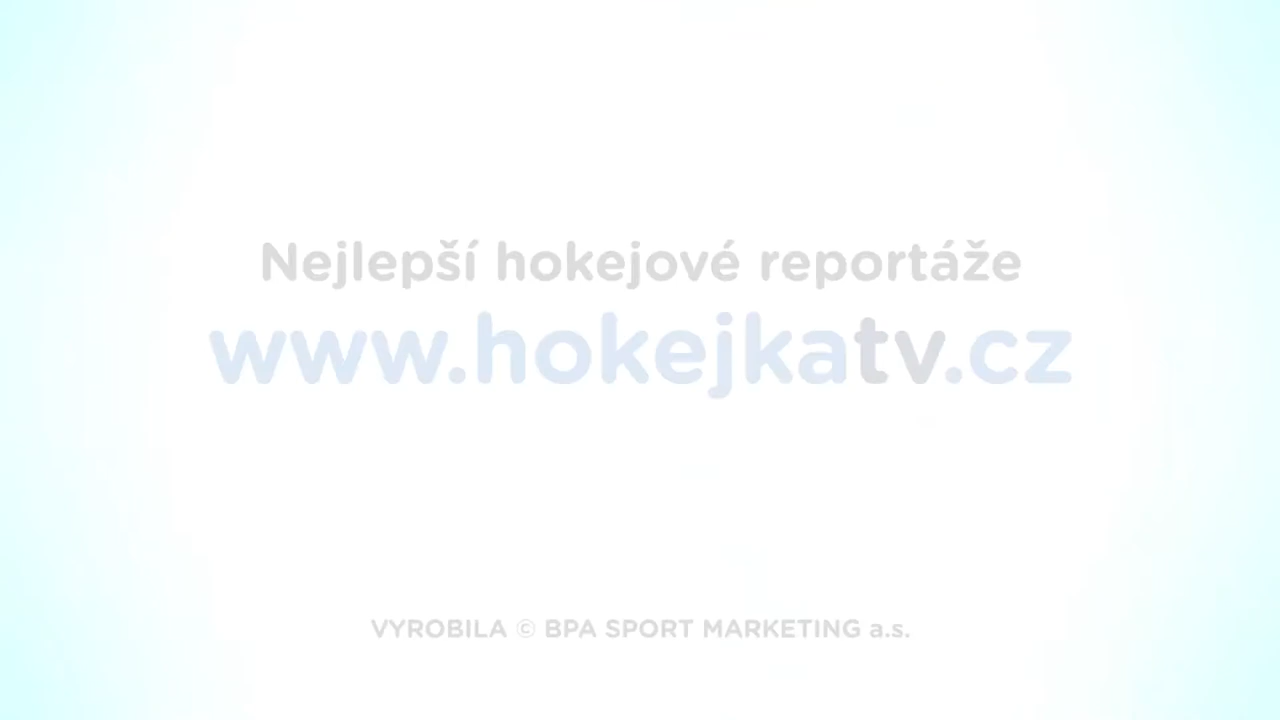 Nejlepší hokejové reportáže
www.hokejkatv.cz
VYROBILA © BPA SPORT MARKETING a.s.